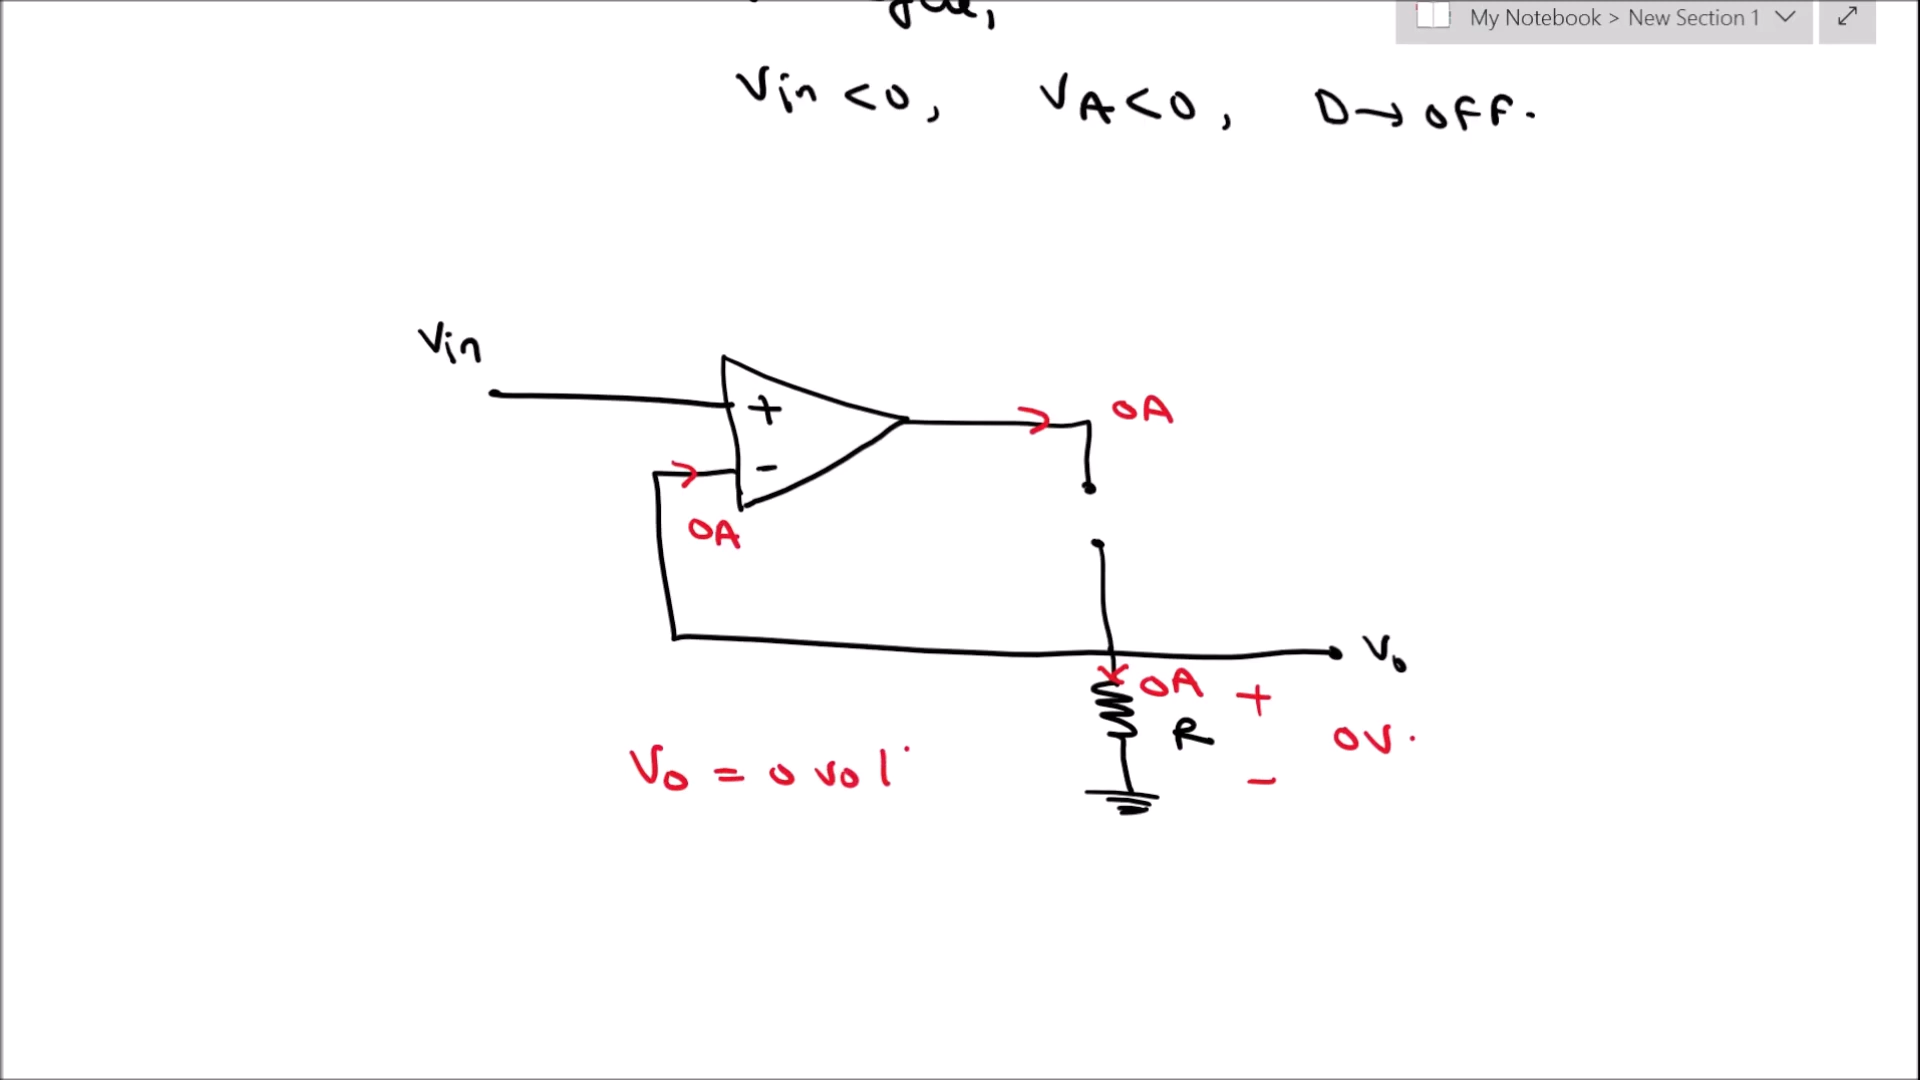 My Notebook > New Section 1
Vin < 0, VA < 0, D → off.
Vin
+
0A
-
0A
Vo
0A +
R
0V.
Vo = 0 vol
-